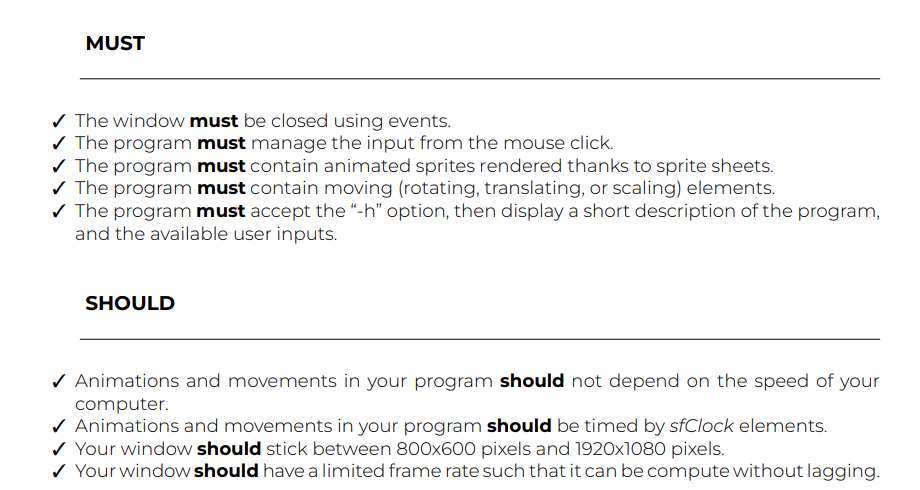 MUST
✓ The window must be closed using events.
✓ The program must manage the input from the mouse click.
✓ The program must contain animated sprites rendered thanks to sprite sheets.
✓ The program must contain moving (rotating, translating, or scaling) elements.
✓ The program must accept the “-h” option, then display a short description of the program,
and the available user inputs.
SHOULD
✓ Animations and movements in your program should not depend on the speed of your
computer.
✓ Animations and movements in your program should be timed by sfClock elements.
✓ Your window should stick between 800x600 pixels and 1920x1080 pixels.
✓ Your window should have a limited frame rate such that it can be compute without lagging.